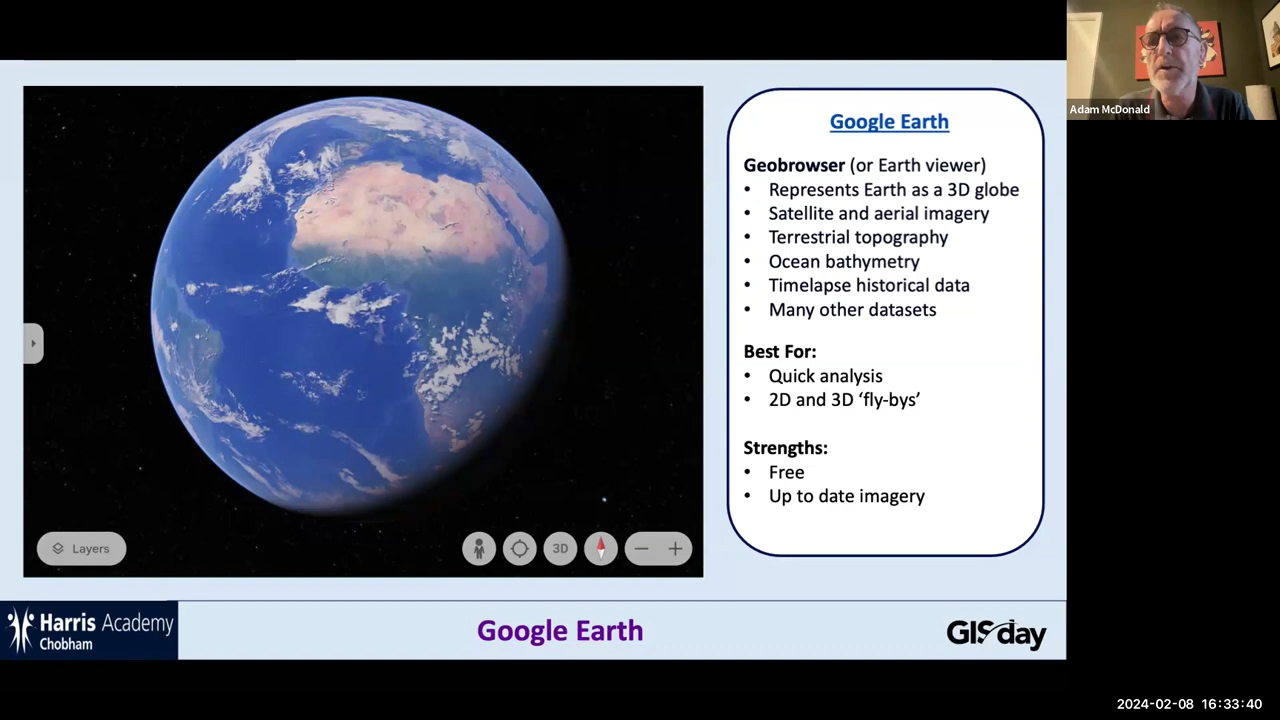 Adam McDonald
Google Earth
Geobrowser (or Earth viewer)
• Represents Earth as a 3D globe
• Satellite and aerial imagery
• Terrestrial topography
• Ocean bathymetry
• Timelapse historical data
• Many other datasets
Best For:
• Quick analysis
• 2D and 3D ‘fly-bys’
Strengths:
• Free
• Up to date imagery
Layers
3D
Harris Academy
Chobham
Google Earth
GISday
2024-02-08 16:33:40